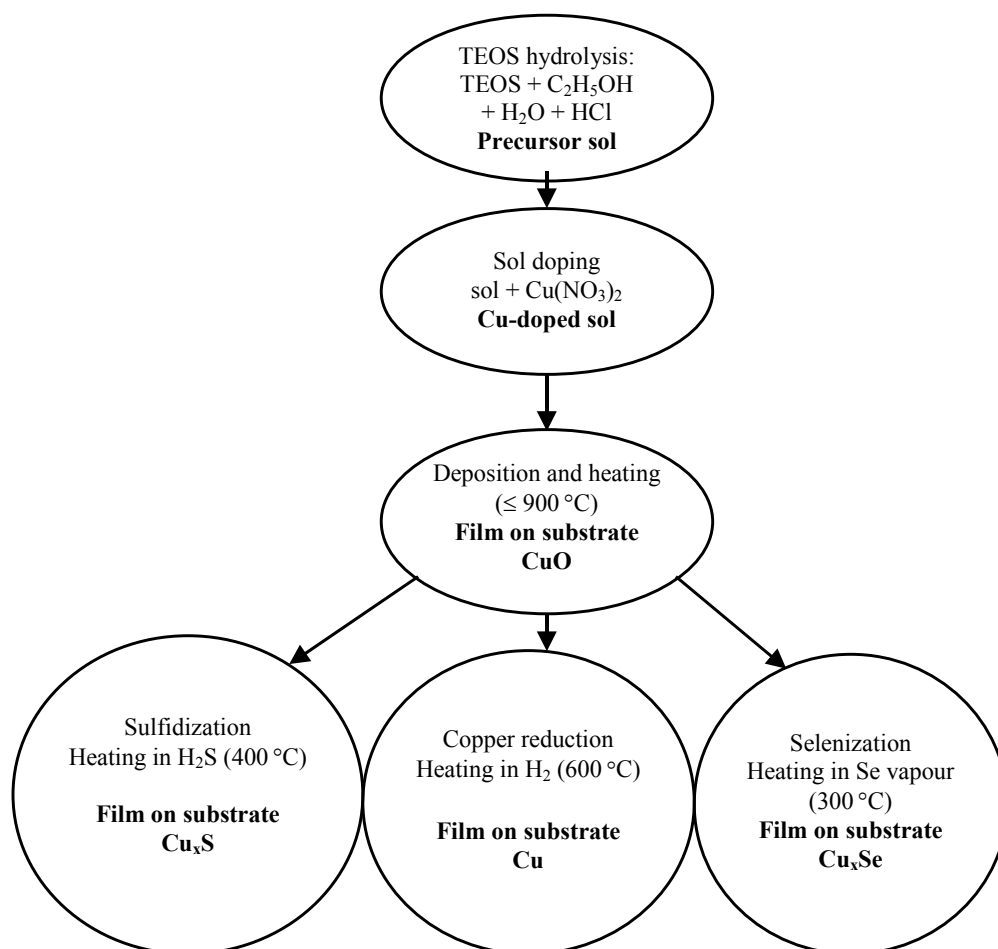 TEOS hydrolysis:
TEOS + C₂H₅OH
+ H₂O + HCl
Precursor sol
Sol doping
sol + Cu(NO₃)₂
Cu-doped sol
Deposition and heating
(≤ 900 °C)
Film on substrate
CuO
Sulfidization
Heating in H₂S (400 °C)
Film on substrate
CuₓS
Copper reduction
Heating in H₂ (600 °C)
Film on substrate
Cu
Selenization
Heating in Se vapour
(300 °C)
Film on substrate
CuₓSe